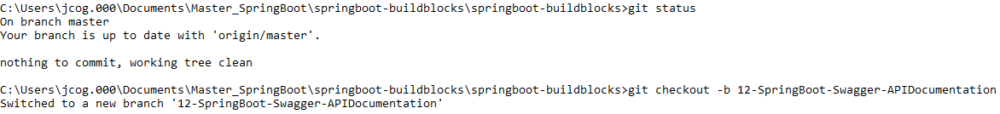 C:\Users\jcog.000\Documents\Master_SpringBoot\springboot-buildblocks\springboot-buildblocks>git status
On branch master
Your branch is up to date with 'origin/master'.
nothing to commit, working tree clean
C:\Users\jcog.000\Documents\Master_SpringBoot\springboot-buildblocks\springboot-buildblocks>git checkout -b 12-SpringBoot-Swagger-APIDocumentation
Switched to a new branch '12-SpringBoot-Swagger-APIDocumentation'